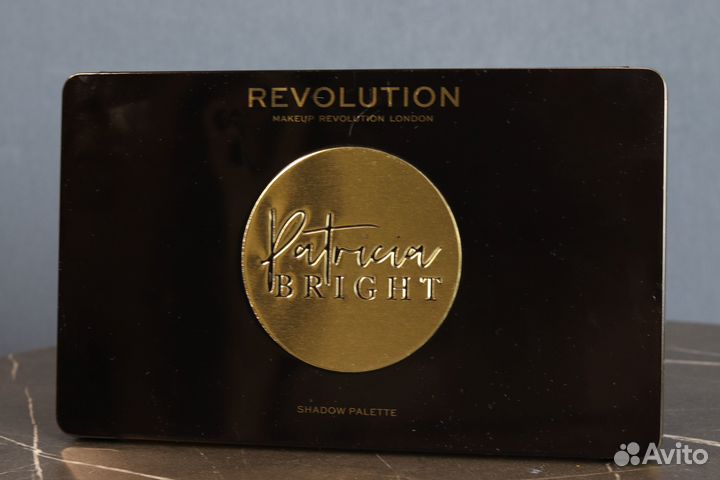 REVOLUTION
MAKEUP REVOLUTION LONDON
Patricia
BRIGHT
SHADOW PALETTE
Avito